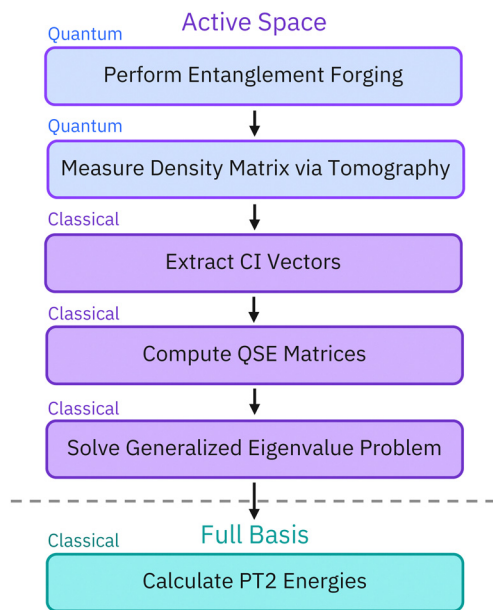 Active Space
Quantum
Perform Entanglement Forging
Quantum
Measure Density Matrix via Tomography
Classical
Extract CI Vectors
Classical
Compute QSE Matrices
Classical
Solve Generalized Eigenvalue Problem
Full Basis
Classical
Calculate PT2 Energies